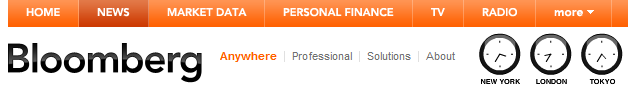 HOME NEWS MARKET DATA PERSONAL FINANCE TV RADIO more
Bloomberg Anywhere Professional Solutions About
NEW YORK LONDON TOKYO